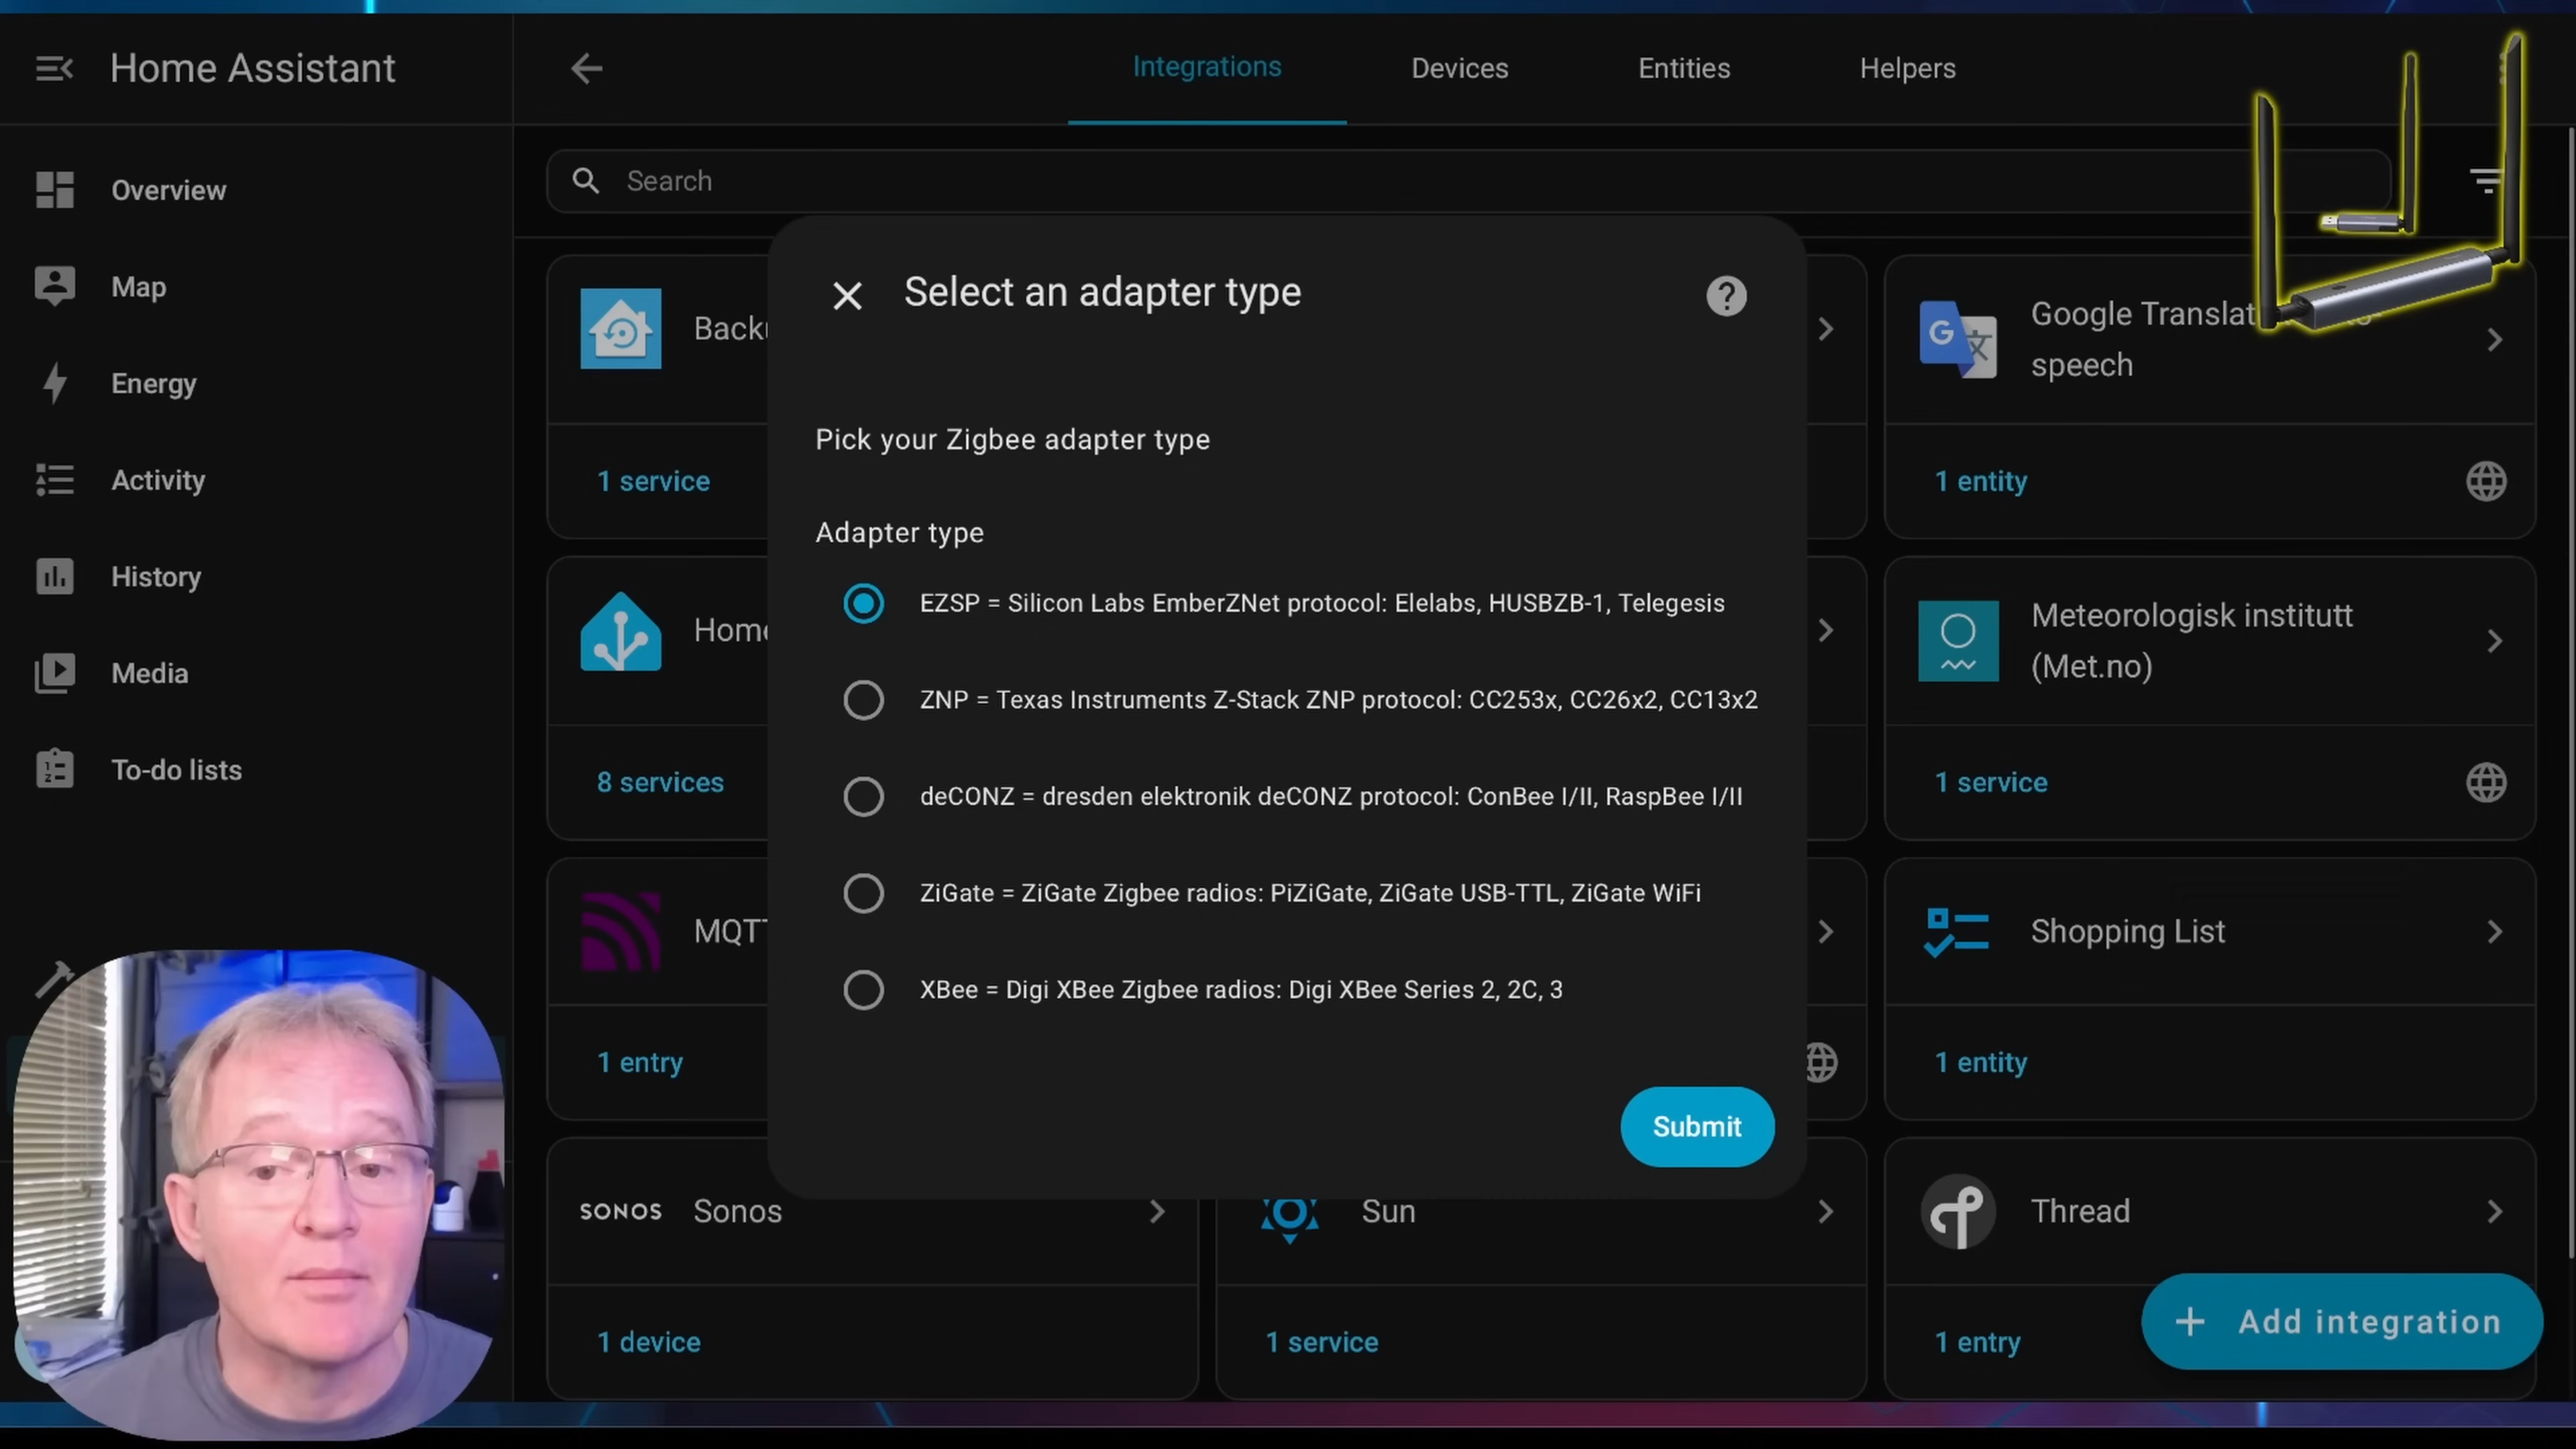 Home Assistant
Integrations
Devices
Entities
Helpers
Overview
Map
Energy
Activity
History
Media
To-do lists
Search
Select an adapter type
Pick your Zigbee adapter type
Adapter type
EZSP = Silicon Labs EmberZNet protocol: Elelabs, HUSBZB-1, Telegesis
ZNP = Texas Instruments Z-Stack ZNP protocol: CC253x, CC26x2, CC13x2
deCONZ = dresden elektronik deCONZ protocol: ConBee I/II, RaspBee I/II
ZiGate = ZiGate Zigbee radios: PiZiGate, ZiGate USB-TTL, ZiGate WiFi
XBee = Digi XBee Zigbee radios: Digi XBee Series 2, 2C, 3
Submit
Back
1 service
Google Translat
speech
1 entity
Home
8 services
Meteorologisk institutt
(Met.no)
1 service
MQT
1 entry
Shopping List
1 entity
SONOS Sonos
1 device
Sun
1 service
Thread
1 entry
+ Add integration